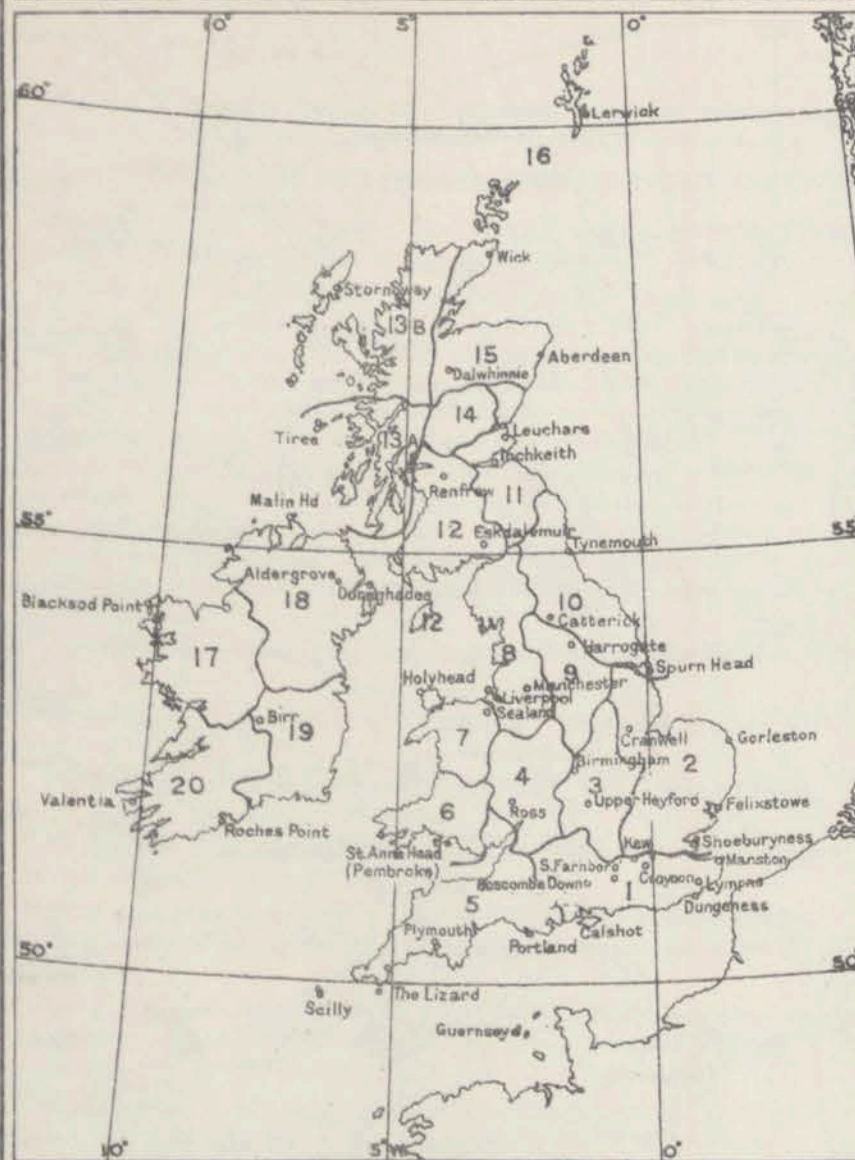 10° 5° 0°
60°
Lerwick
16
Wick
Stornoway
13B
15
Aberdeen
Dalwhinnie
14
Tiree
13A
Leuchars
Inchkeith
Renfrew
11
Malin Hd
12
Eskdalemuir
55° 55
Tynemouth
Aldergrove
Donaghadee
18
Blacksod Point
12
10
Catterick
Harrogate
17
8
9
Spurn Head
Holyhead
Manchester
Liverpool
Sealand
Birr
19
7
Cranwell
2
Gorleston
Birmingham
4
3
20
Valentia
Ross
Upper Heyford
Felixstowe
6
Roches Point
St. Anns Head
(Pembroke)
Kew
Shoeburyness
Manston
S. Farnboro
Boscombe Down
Croydon
Lympne
1
Dungeness
5
Plymouth
Portland
Calshot
50° 50
The Lizard
Scilly
Guernsey
10° 5°W. 0°